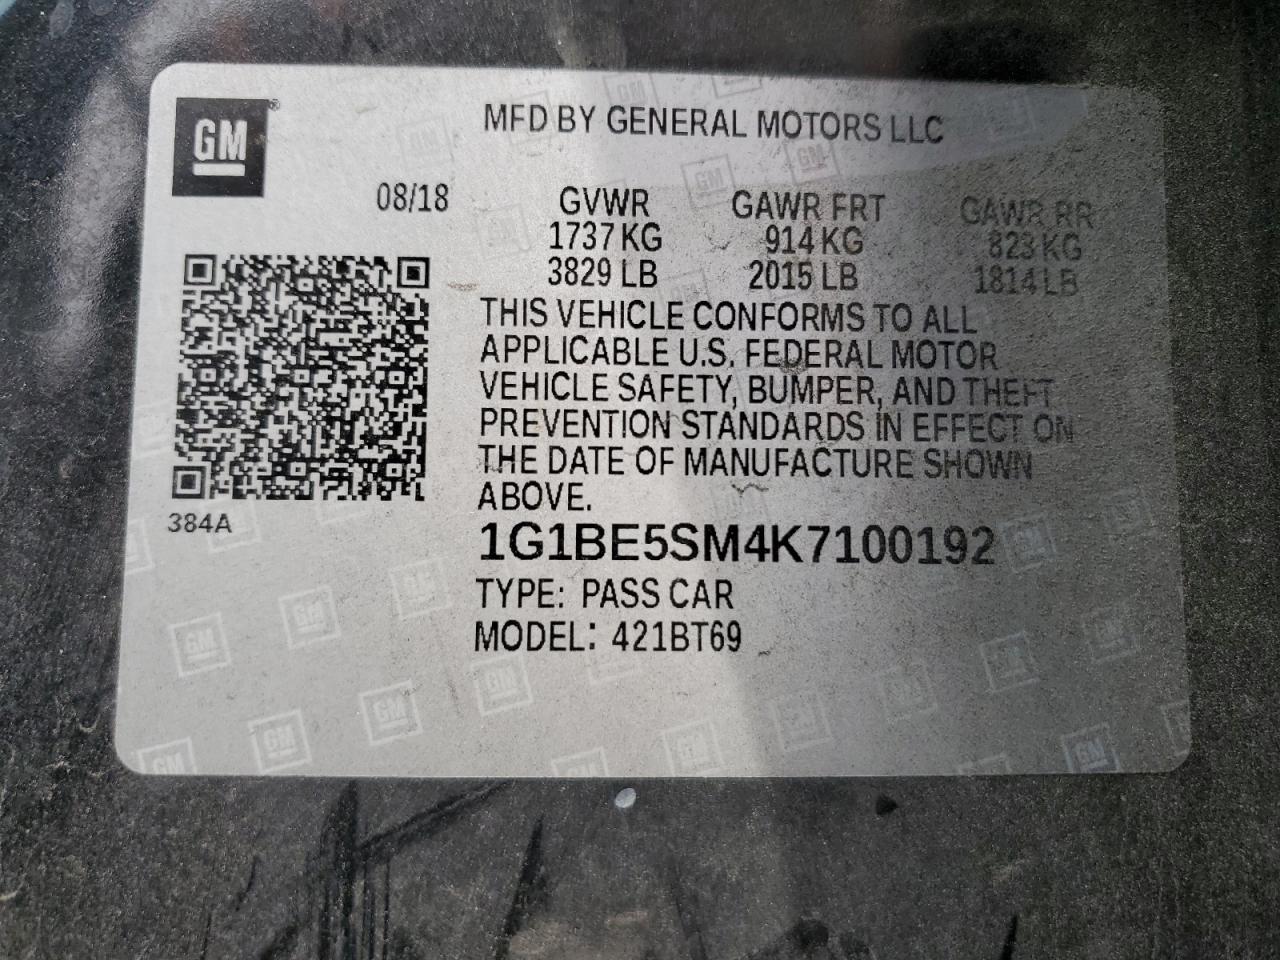 GM®
MFD BY GENERAL MOTORS LLC
08/18
GVWR GAWR FRT GAWR RR
1737 KG 914 KG 823 KG
3829 LB 2015 LB 1814 LB
THIS VEHICLE CONFORMS TO ALL
APPLICABLE U.S. FEDERAL MOTOR
VEHICLE SAFETY, BUMPER, AND THEFT
PREVENTION STANDARDS IN EFFECT ON
THE DATE OF MANUFACTURE SHOWN
ABOVE.
384A
1G1BE5SM4K7100192
TYPE: PASS CAR
MODEL: 421BT69